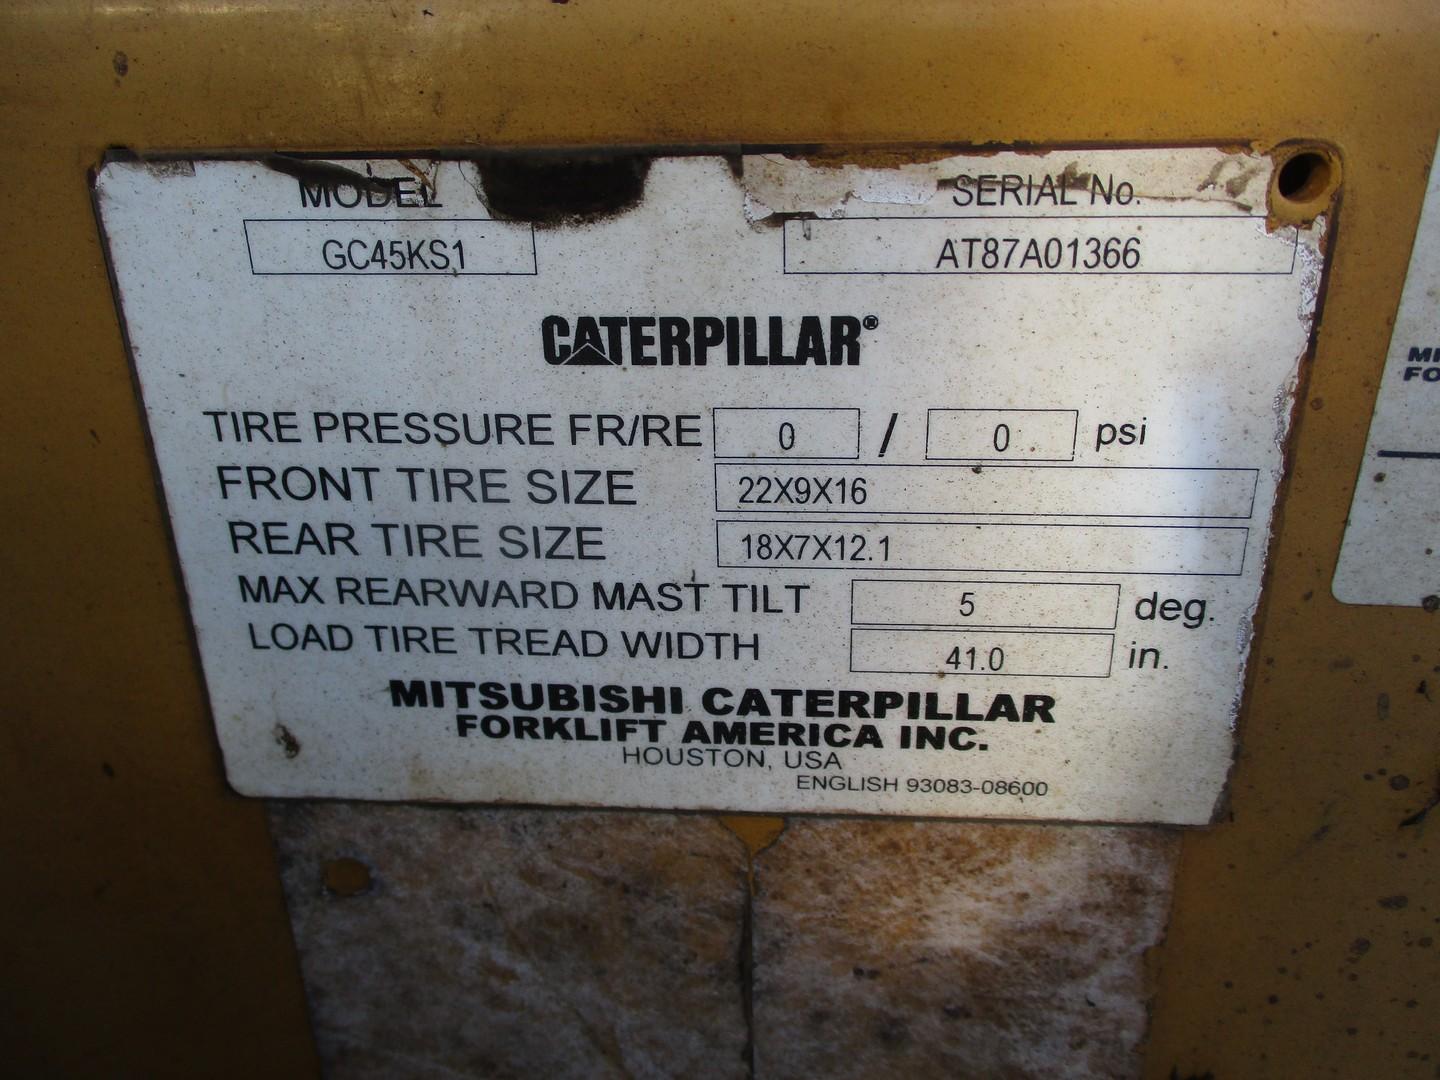 MODEL SERIAL No.
GC45KS1 AT87A01366
CATERPILLAR®
TIRE PRESSURE FR/RE 0 / 0 psi
FRONT TIRE SIZE 22X9X16
REAR TIRE SIZE 18X7X12.1
MAX REARWARD MAST TILT 5 deg.
LOAD TIRE TREAD WIDTH 41.0 in.
MITSUBISHI CATERPILLAR
FORKLIFT AMERICA INC.
HOUSTON, USA
ENGLISH 93083-08600